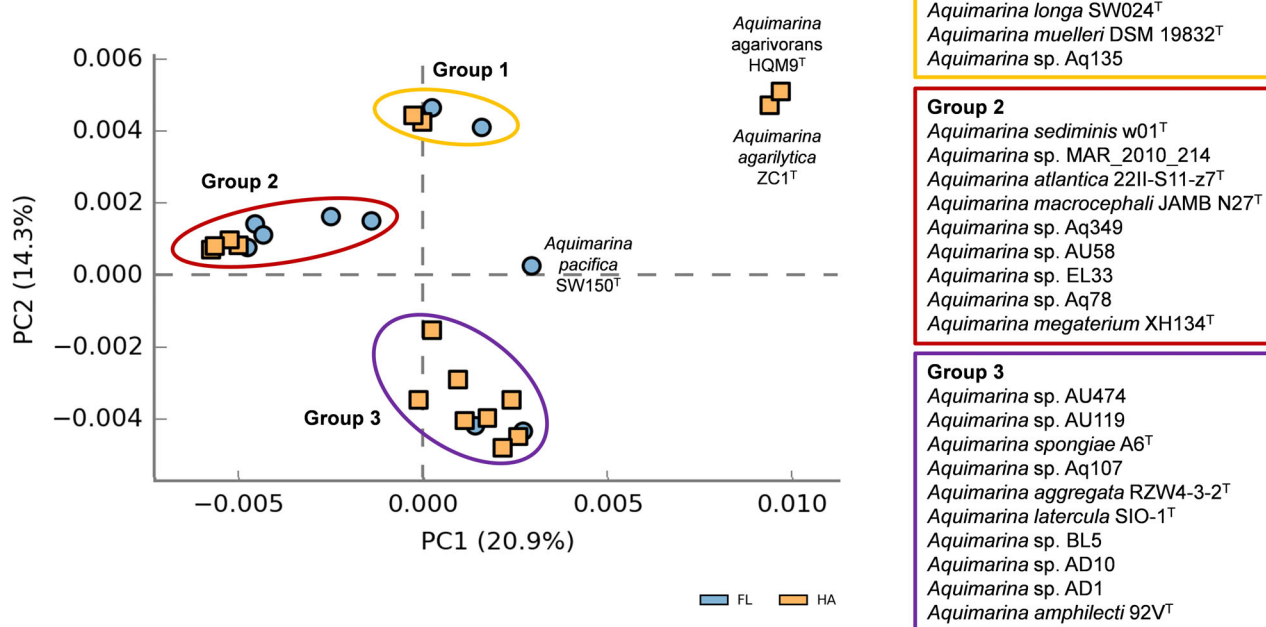 0.006
0.004
0.002
0.000
−0.002
−0.004
PC2 (14.3%)
Group 1
Group 2
Group 3
Aquimarina
agarivorans
HQM9ᵀ
Aquimarina
agarilytica
ZC1ᵀ
Aquimarina
pacifica
SW150ᵀ
−0.005
0.000
0.005
0.010
PC1 (20.9%)
FL
HA
Aquimarina longa SW024ᵀ
Aquimarina muelleri DSM 19832ᵀ
Aquimarina sp. Aq135
Group 2
Aquimarina sediminis w01ᵀ
Aquimarina sp. MAR_2010_214
Aquimarina atlantica 22II-S11-z7ᵀ
Aquimarina macrocephali JAMB N27ᵀ
Aquimarina sp. Aq349
Aquimarina sp. AU58
Aquimarina sp. EL33
Aquimarina sp. Aq78
Aquimarina megaterium XH134ᵀ
Group 3
Aquimarina sp. AU474
Aquimarina sp. AU119
Aquimarina spongiae A6ᵀ
Aquimarina sp. Aq107
Aquimarina aggregata RZW4-3-2ᵀ
Aquimarina latercula SIO-1ᵀ
Aquimarina sp. BL5
Aquimarina sp. AD10
Aquimarina sp. AD1
Aquimarina amphilecti 92Vᵀ